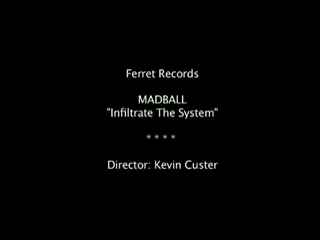 Ferret Records
MADBALL
"Infiltrate The System"
* * * *
Director: Kevin Custer